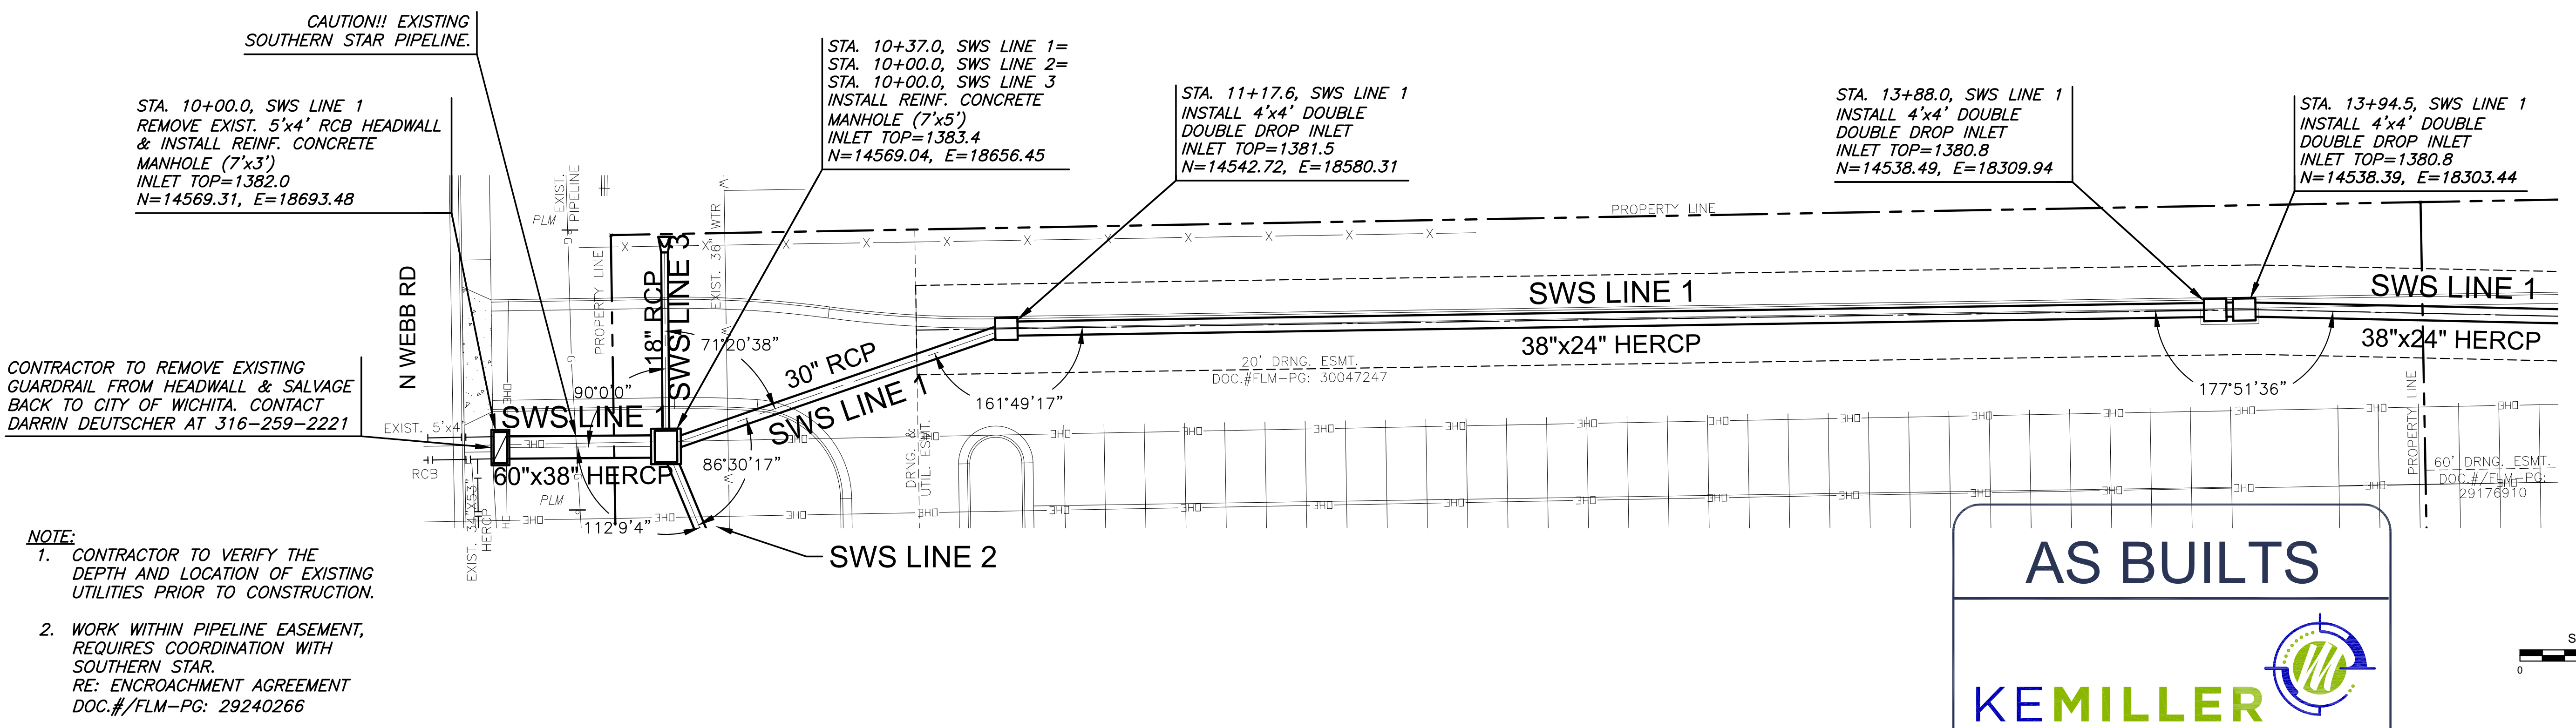 CAUTION!! EXISTING
SOUTHERN STAR PIPELINE.
STA. 10+00.0, SWS LINE 1
REMOVE EXIST. 5'x4' RCB HEADWALL
& INSTALL REINF. CONCRETE
MANHOLE (7'x3')
INLET TOP=1382.0
N=14569.31, E=18693.48
STA. 10+37.0, SWS LINE 1=
STA. 10+00.0, SWS LINE 2=
STA. 10+00.0, SWS LINE 3
INSTALL REINF. CONCRETE
MANHOLE (7'x5')
INLET TOP=1383.4
N=14569.04, E=18656.45
STA. 11+17.6, SWS LINE 1
INSTALL 4'x4' DOUBLE
DOUBLE DROP INLET
INLET TOP=1381.5
N=14542.72, E=18580.31
STA. 13+88.0, SWS LINE 1
INSTALL 4'x4' DOUBLE
DOUBLE DROP INLET
INLET TOP=1380.8
N=14538.49, E=18309.94
STA. 13+94.5, SWS LINE 1
INSTALL 4'x4' DOUBLE
DOUBLE DROP INLET
INLET TOP=1380.8
N=14538.39, E=18303.44
CONTRACTOR TO REMOVE EXISTING
GUARDRAIL FROM HEADWALL & SALVAGE
BACK TO CITY OF WICHITA. CONTACT
DARRIN DEUTSCHER AT 316-259-2221
N WEBB RD
PLM
EXIST.
PIPELINE
PROPERTY LINE
18" RCP
SWS LINE 3
EXIST. 36" WTR
PROPERTY LINE
SWS LINE 1
38"x24" HERCP
SWS LINE 1
38"x24" HERCP
71°20'38"
90°0'0"
30" RCP
SWS LINE 1
161°49'17"
20' DRNG. ESMT.
DOC.#FLM-PG: 30047247
177°51'36"
PROPERTY LINE
60' DRNG. ESMT.
DOC.#/FLM-PG:
29176910
EXIST. 5'x4'
RCB
SWS LINE 1
60"x38" HERCP
PLM
86°30'17"
112°9'4"
DRNG. &
UTIL. ESMT.
EXIST. 34"X53"
HERCP
SWS LINE 2
NOTE:
1. CONTRACTOR TO VERIFY THE
DEPTH AND LOCATION OF EXISTING
UTILITIES PRIOR TO CONSTRUCTION.
2. WORK WITHIN PIPELINE EASEMENT,
REQUIRES COORDINATION WITH
SOUTHERN STAR.
RE: ENCROACHMENT AGREEMENT
DOC.#/FLM-PG: 29240266
AS BUILTS
KEMILLER
S
0